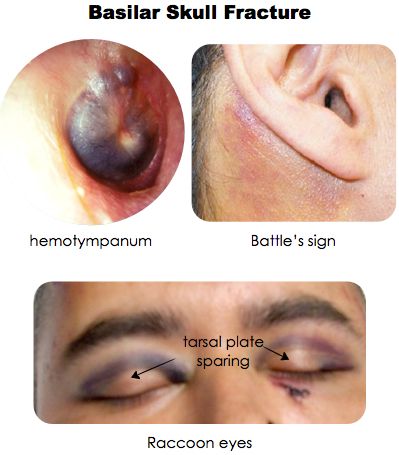 Basilar Skull Fracture
hemotympanum
Battle's sign
tarsal plate
sparing
Raccoon eyes